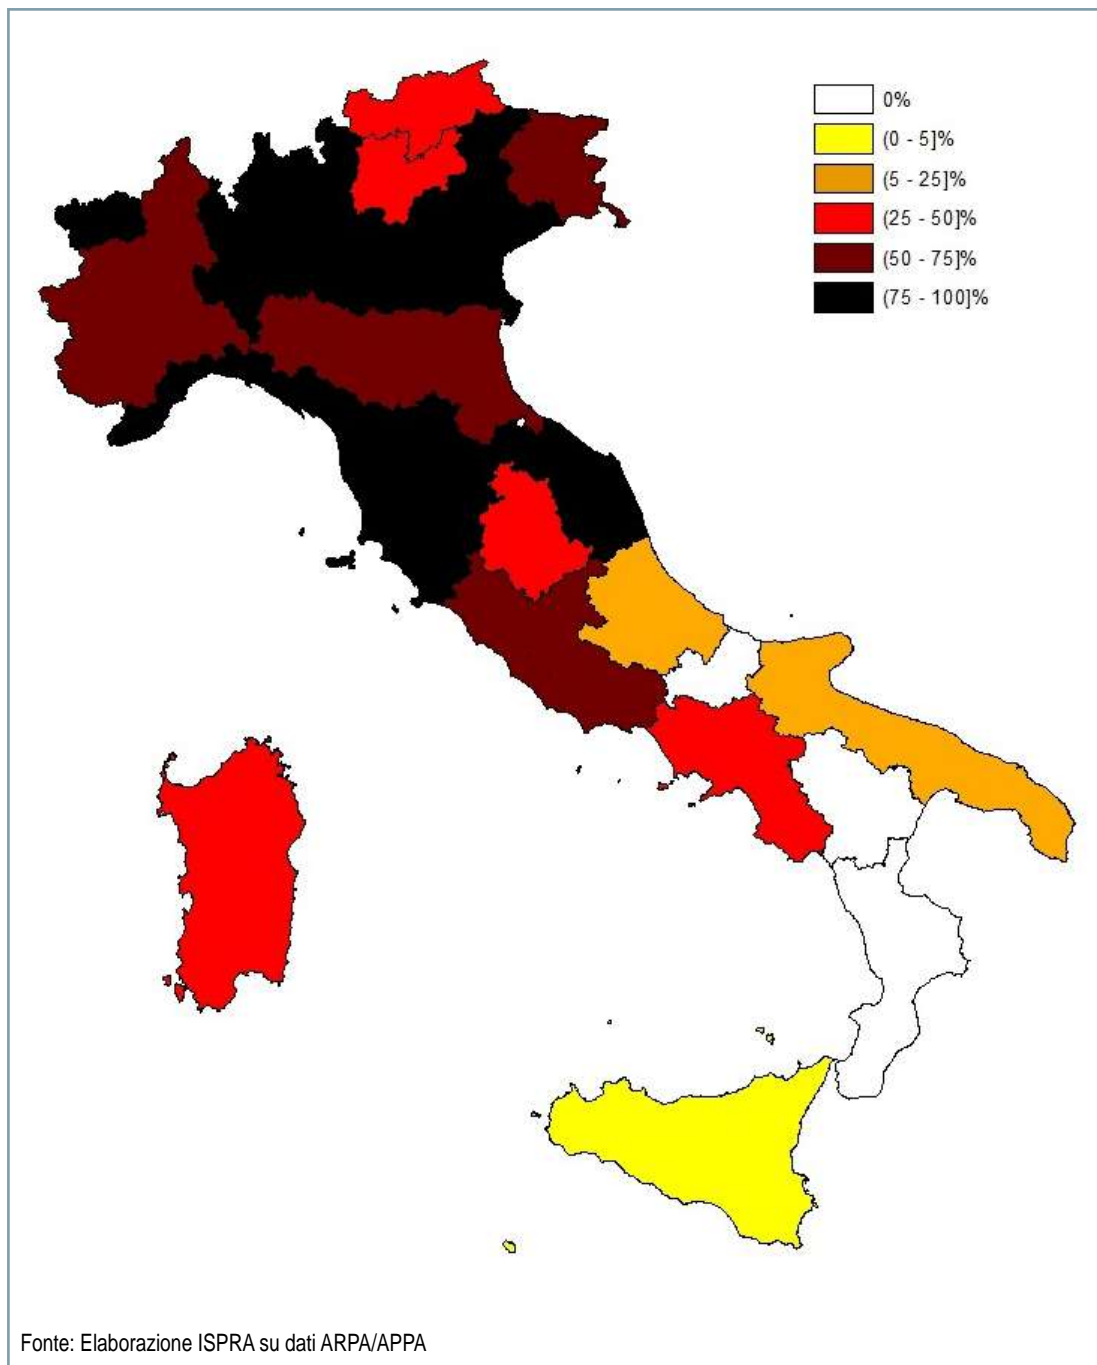 0%
(0 - 5]%
(5 - 25]%
(25 - 50]%
(50 - 75]%
(75 - 100]%
Fonte: Elaborazione ISPRA su dati ARPA/APPA